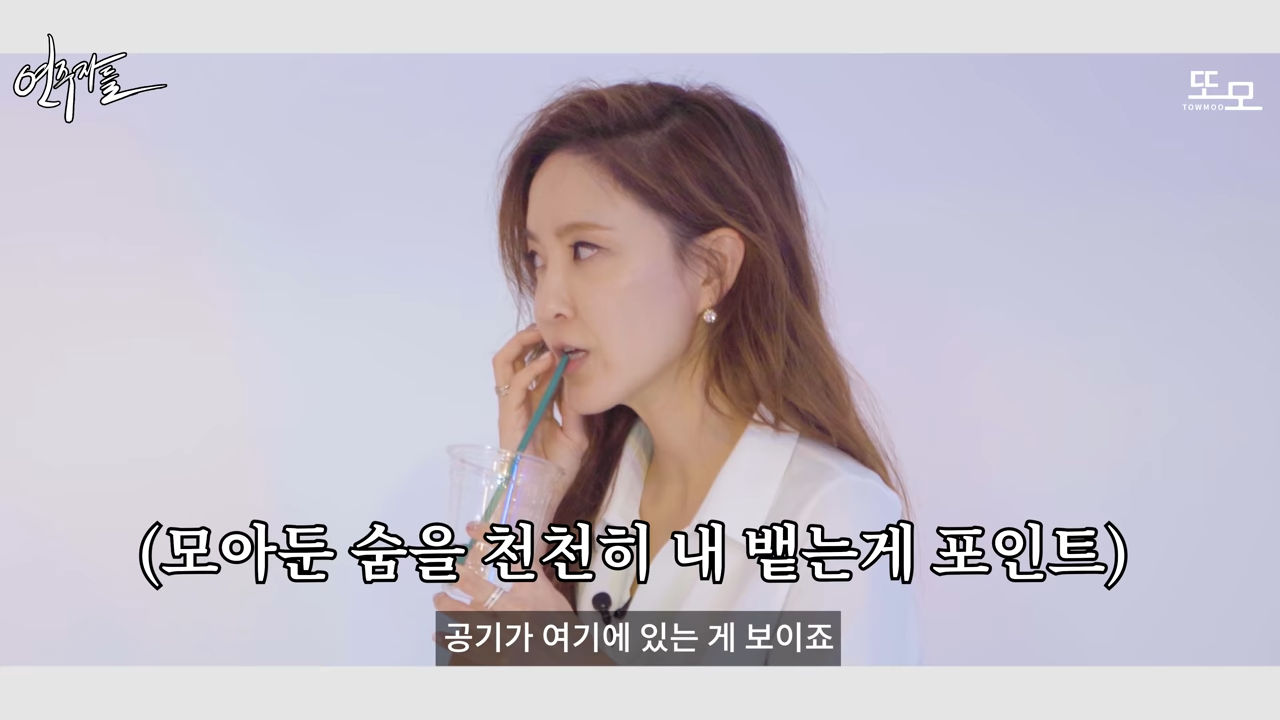 연주자들
또모
TOWMOO
(모아둔 숨을 천천히 내 뱉는게 포인트)
공기가 여기에 있는 게 보이죠